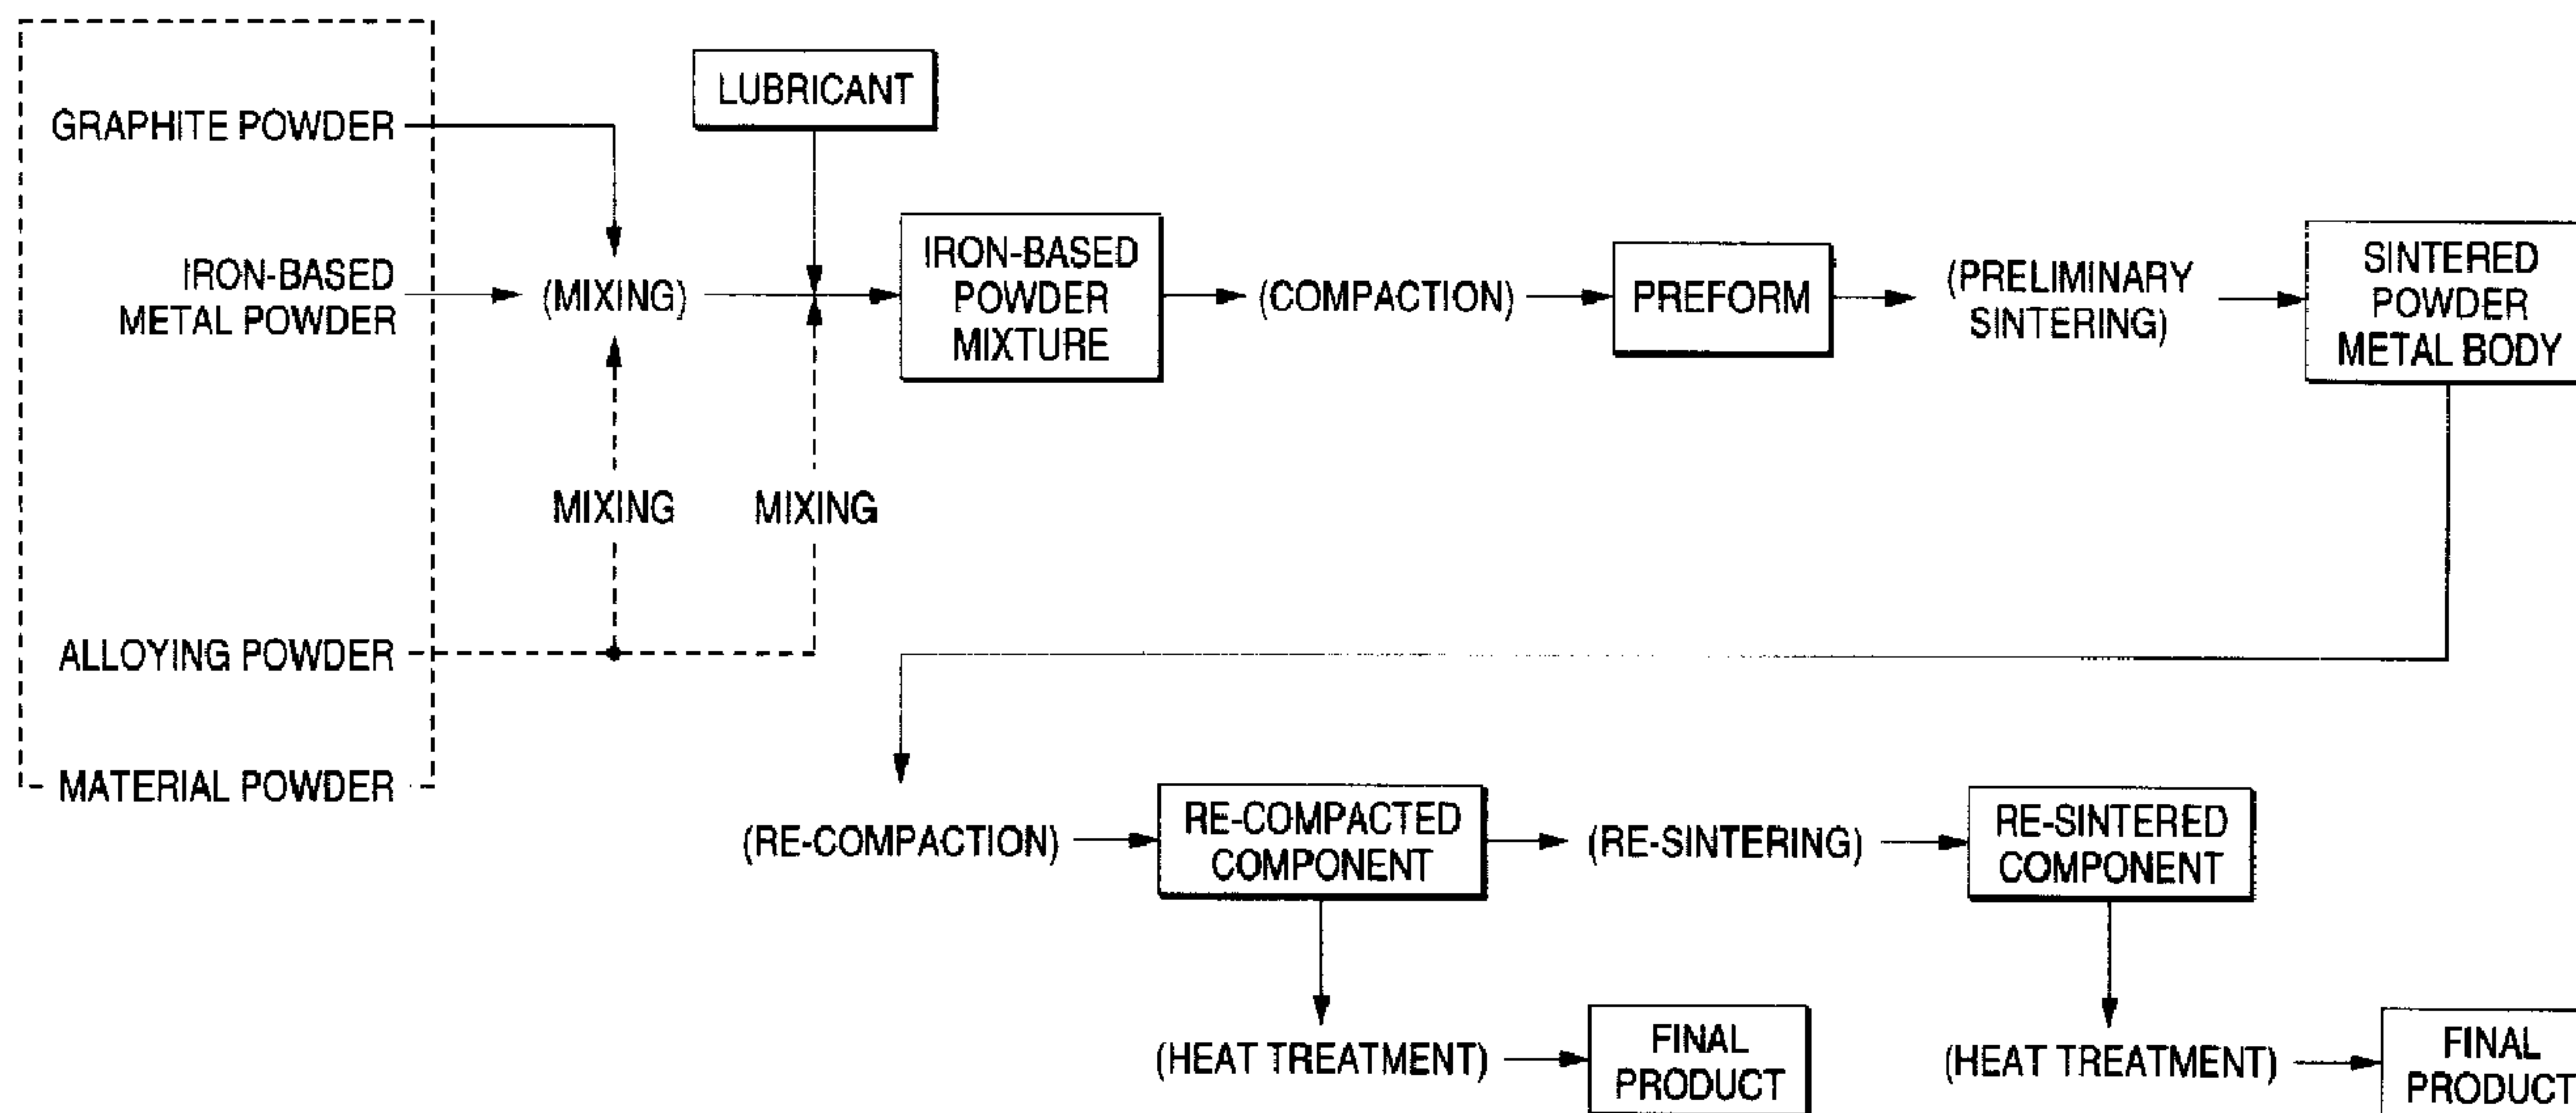 LUBRICANT
GRAPHITE POWDER
IRON-BASED
METAL POWDER
(MIXING)
IRON-BASED
POWDER
MIXTURE
(COMPACTION)
PREFORM
(PRELIMINARY
SINTERING)
SINTERED
POWDER
METAL BODY
MIXING
MIXING
ALLOYING POWDER
MATERIAL POWDER
(RE-COMPACTION)
RE-COMPACTED
COMPONENT
(RE-SINTERING)
RE-SINTERED
COMPONENT
(HEAT TREATMENT)
FINAL
PRODUCT
(HEAT TREATMENT)
FINAL
PRODUCT